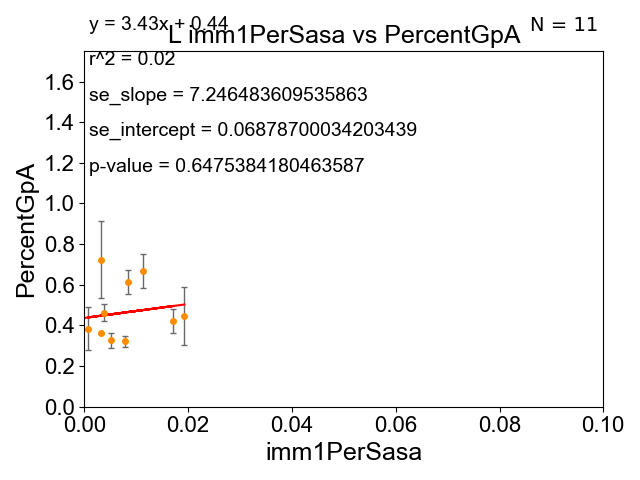 y = 3.43x + 0.44
N = 11
L imm1PerSasa vs PercentGpA
r^2 = 0.02
se_slope = 7.246483609535863
se_intercept = 0.06878700034203439
p-value = 0.6475384180463587
PercentGpA
1.6
1.4
1.2
1.0
0.8
0.6
0.4
0.2
0.0
0.00 0.02 0.04 0.06 0.08 0.10
imm1PerSasa